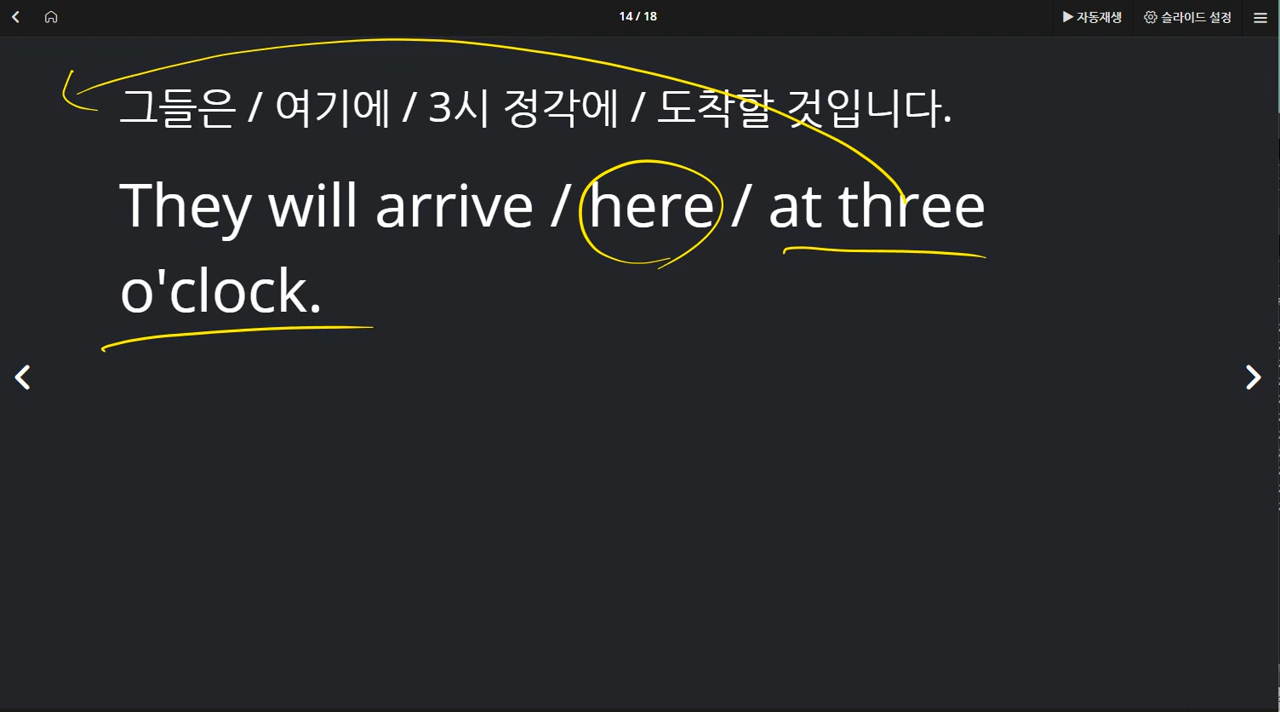 14 / 18
자동재생
슬라이드 설정
그들은 / 여기에 / 3시 정각에 / 도착할 것입니다.
They will arrive / here / at three
o'clock.